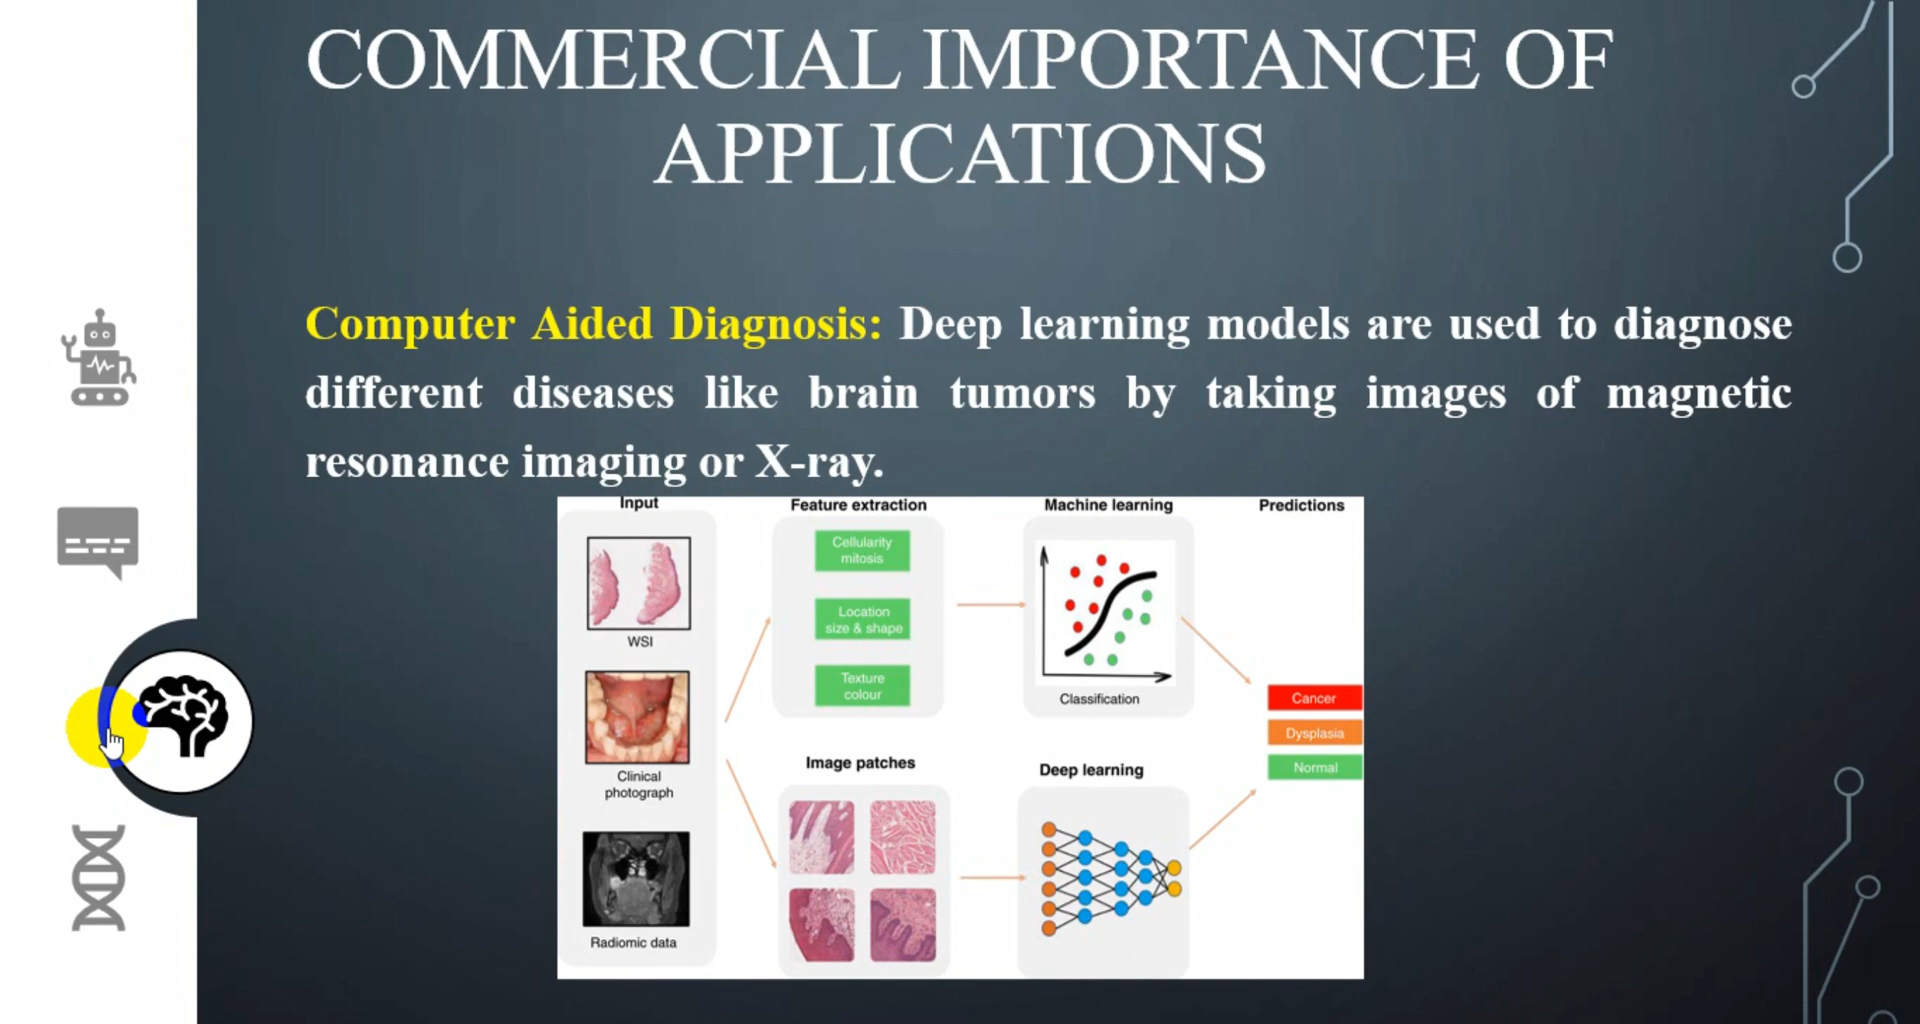 COMMERCIAL IMPORTANCE OF
APPLICATIONS
Computer Aided Diagnosis: Deep learning models are used to diagnose
different diseases like brain tumors by taking images of magnetic
resonance imaging or X-ray.
Input
WSI
Clinical
photograph
Radiomic data
Feature extraction
Cellularity
mitosis
Location
size & shape
Texture
colour
Image patches
Machine learning
Classification
Deep learning
Predictions
Cancer
Dysplasia
Normal